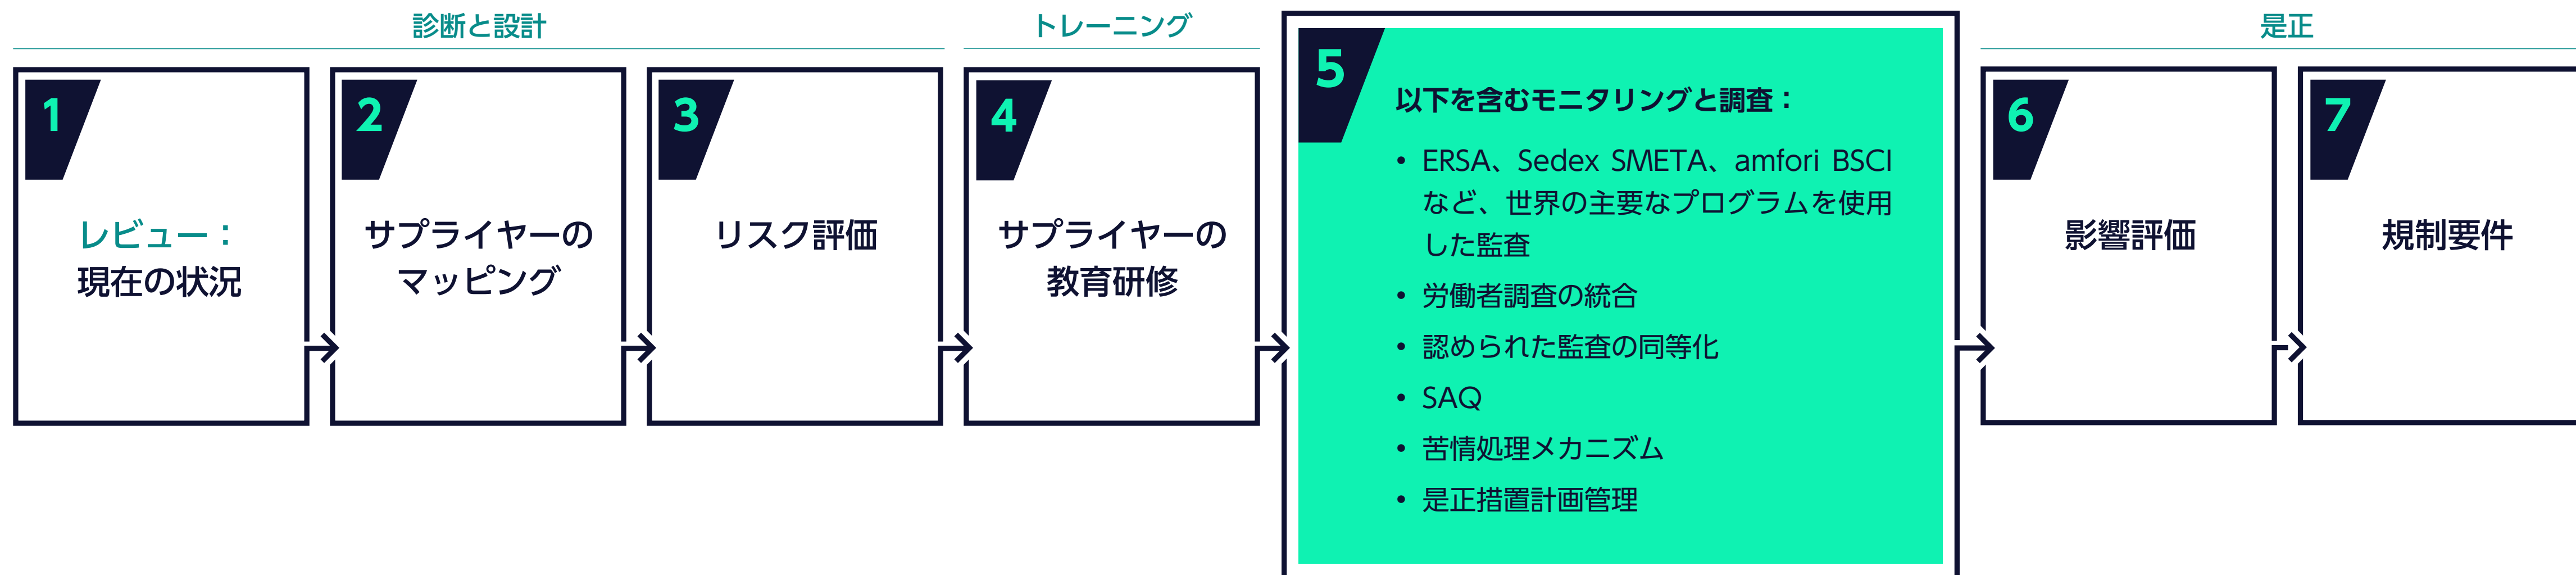 診断と設計
1
レビュー：
現在の状況
2
サプライヤーの
マッピング
3
リスク評価
トレーニング
4
サプライヤーの
教育研修
5
以下を含むモニタリングと調査：
• ERSA、Sedex SMETA、amfori BSCI
など、世界の主要なプログラムを使用
した監査
• 労働者調査の統合
• 認められた監査の同等化
• SAQ
• 苦情処理メカニズム
• 是正措置計画管理
是正
6
影響評価
7
規制要件